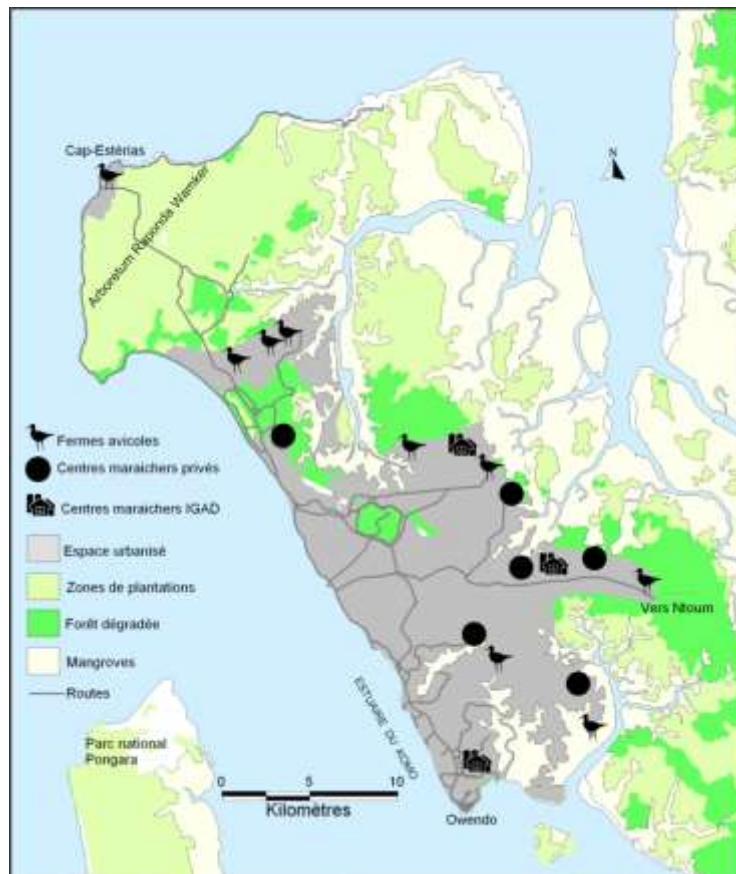 Cap-Estérias
N
Arboretum Raponda Wamker
Fermes avicoles
Centres maraichers privés
Centres maraichers IGAD
Espace urbanisé
Zones de plantations
Forêt dégradée
Mangroves
Routes
Vers Ntoum
ESTUAIRE DU KOMO
Parc national
Pongara
0 5 10
Kilomètres
Owendo